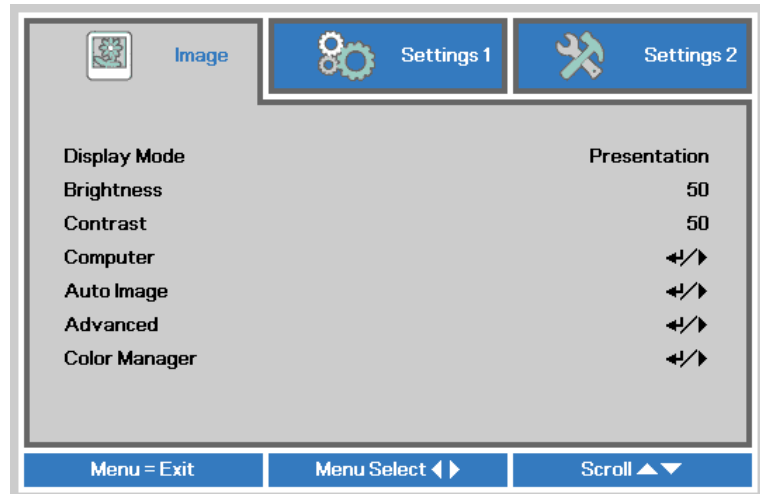 Image Settings 1 Settings 2
Display Mode Presentation
Brightness 50
Contrast 50
Computer ↵/▶
Auto Image ↵/▶
Advanced ↵/▶
Color Manager ↵/▶
Menu = Exit Menu Select ◀▶ Scroll ▲▼